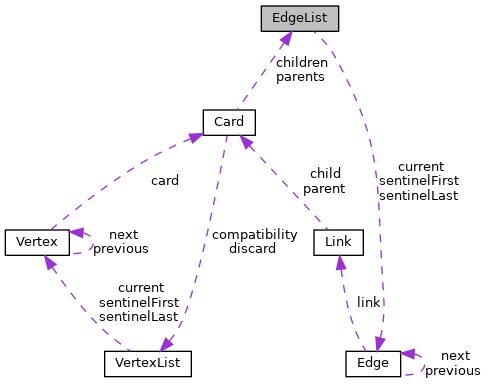 EdgeList
children
parents
Card
card
child
parent
current
sentinelFirst
sentinelLast
Vertex
next
previous
compatibility
discard
Link
current
sentinelFirst
sentinelLast
link
VertexList
Edge
next
previous